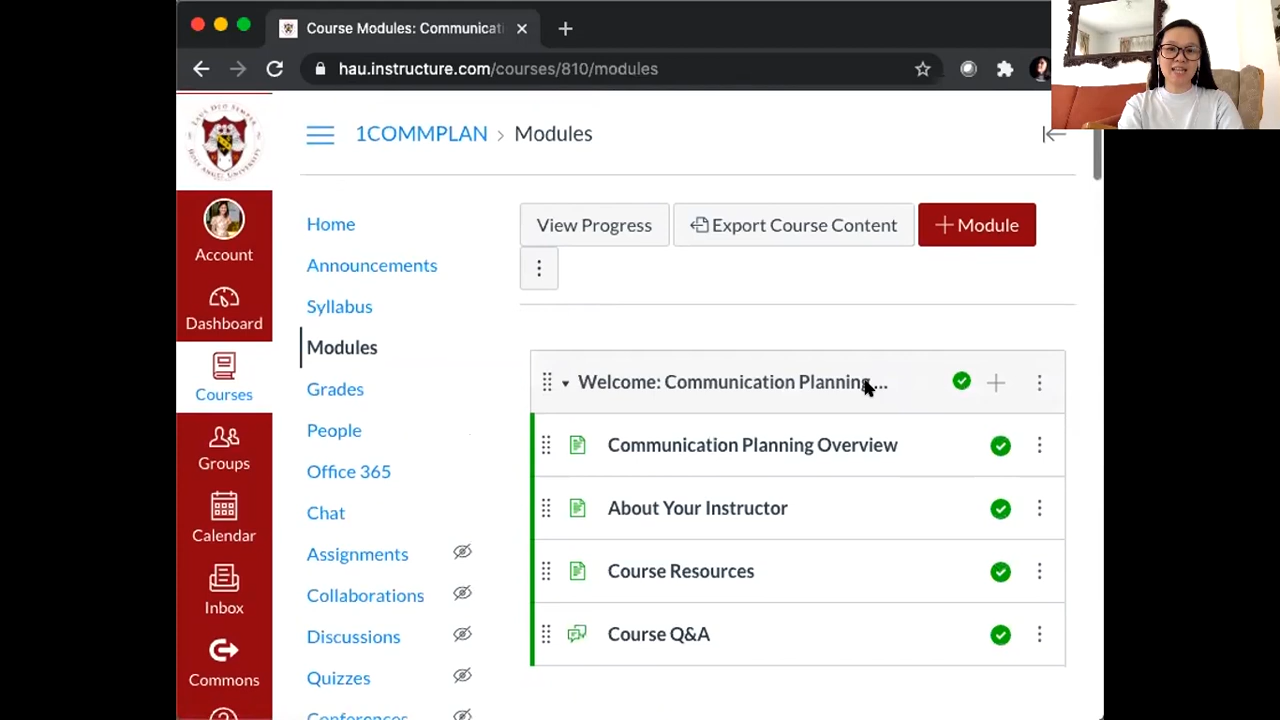 Course Modules: Communicati
hau.instructure.com/courses/810/modules
1COMMPLAN > Modules
Account
Dashboard
Courses
Groups
Calendar
Inbox
Commons
Home
Announcements
Syllabus
Modules
Grades
People
Office 365
Chat
Assignments
Collaborations
Discussions
Quizzes
Conferences
View Progress
Export Course Content
+ Module
Welcome: Communication Planning ...
Communication Planning Overview
About Your Instructor
Course Resources
Course Q&A